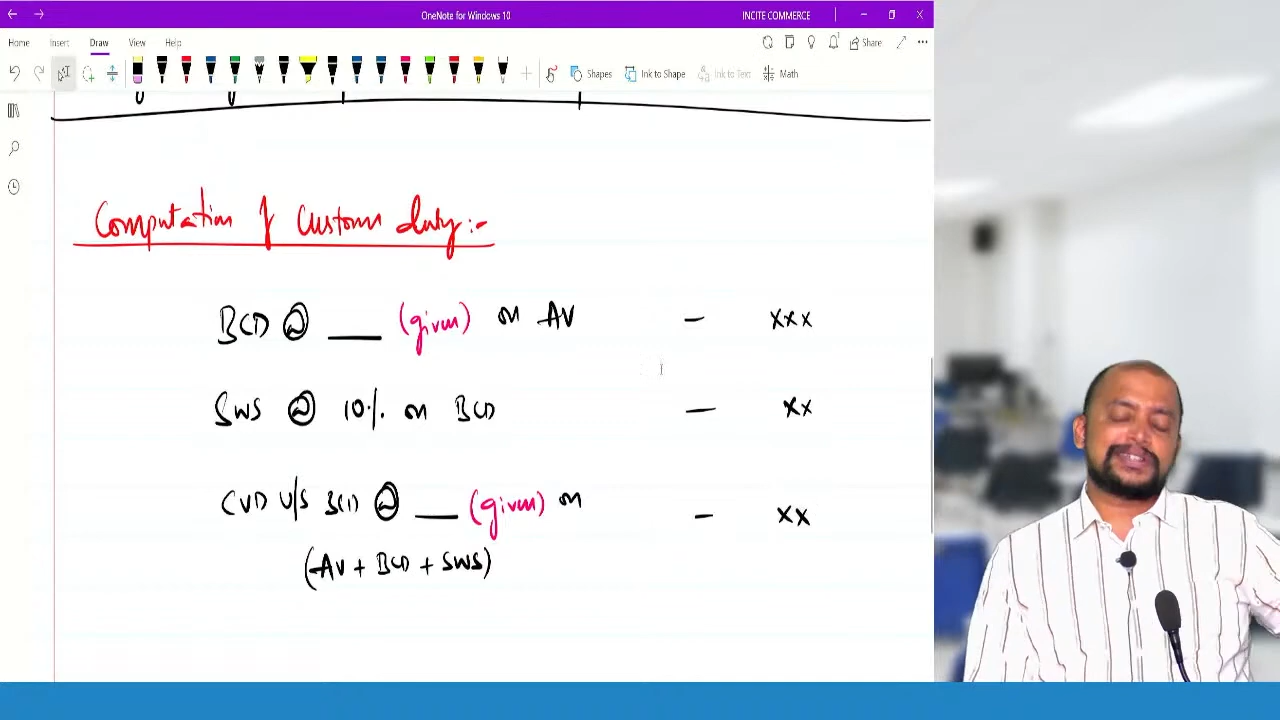 OneNote for Windows 10
INCITE COMMERCE
Home Insert Draw View Help
Share
Shapes
Ink to Shape
Ink to Text
Math
Computation of Custom duty:-
BCD @ ___ (given) on AV - xxx
SWS @ 10% on BCD - xx
CVD U/S BCD @ ___ (given) on - xx
(AV + BCD + SWS)